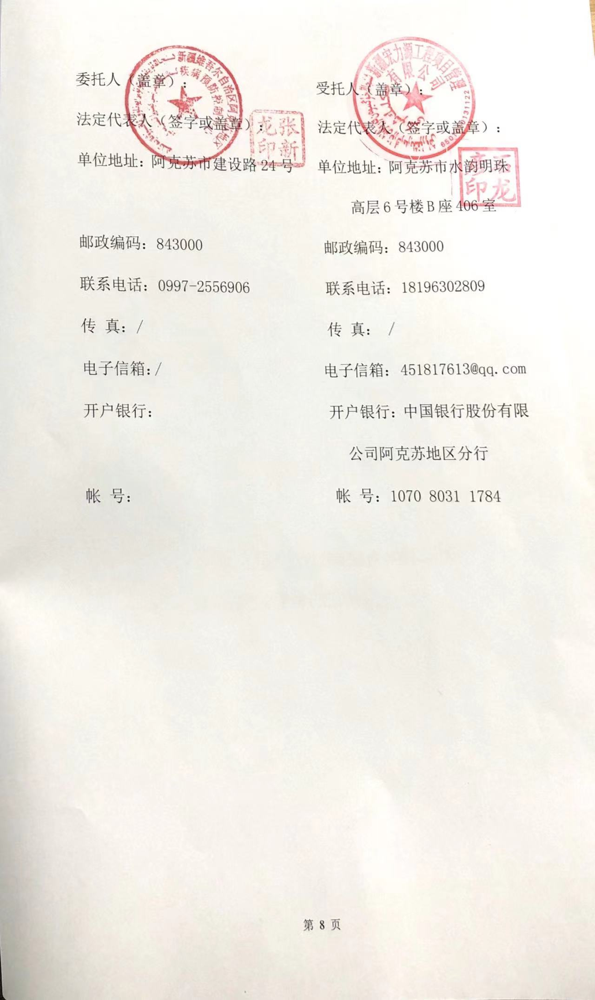 新疆维吾尔自治区阿克苏地区
疾病预防控制中心
新疆宏力源工程项目管理
有限公司
委托人（盖章）：
受托人（盖章）：
法定代表人（签字或盖章）：
张新
龙印
法定代表人（签字或盖章）：
单位地址：阿克苏市建设路 24 号
单位地址：阿克苏市水韵明珠
龙
印
高层 6 号楼 B 座 406 室
邮政编码：843000
邮政编码：843000
联系电话：0997-2556906
联系电话：18196302809
传 真：/
传 真： /
电子信箱：/
电子信箱：451817613@qq.com
开户银行：
开户银行：中国银行股份有限
公司阿克苏地区分行
帐 号：
帐 号：1070 8031 1784
第 8 页